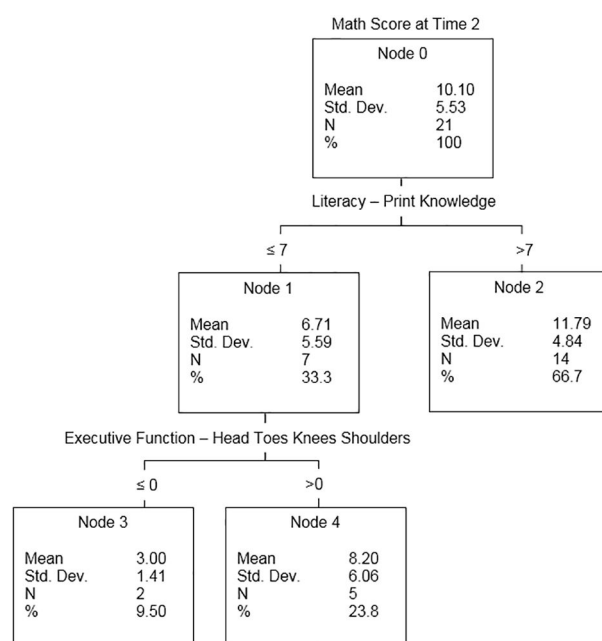 Math Score at Time 2
Node 0
Mean 10.10
Std. Dev. 5.53
N 21
% 100
Literacy – Print Knowledge
≤ 7 >7
Node 1
Mean 6.71
Std. Dev. 5.59
N 7
% 33.3
Node 2
Mean 11.79
Std. Dev. 4.84
N 14
% 66.7
Executive Function – Head Toes Knees Shoulders
≤ 0 >0
Node 3
Mean 3.00
Std. Dev. 1.41
N 2
% 9.50
Node 4
Mean 8.20
Std. Dev. 6.06
N 5
% 23.8